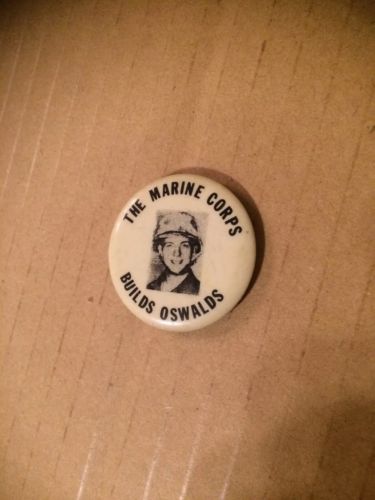 THE MARINE CORPS
BUILDS OSWALDS